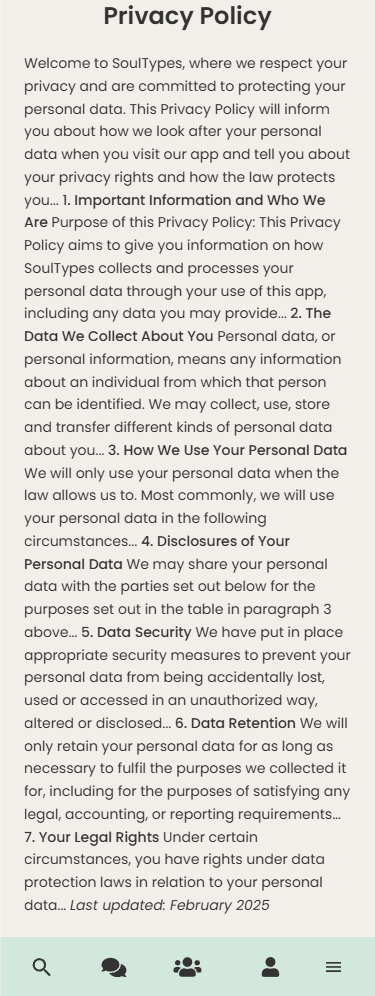 Privacy Policy
Welcome to SoulTypes, where we respect your
privacy and are committed to protecting your
personal data. This Privacy Policy will inform
you about how we look after your personal
data when you visit our app and tell you about
your privacy rights and how the law protects
you... 1. Important Information and Who We
Are Purpose of this Privacy Policy: This Privacy
Policy aims to give you information on how
SoulTypes collects and processes your
personal data through your use of this app,
including any data you may provide... 2. The
Data We Collect About You Personal data, or
personal information, means any information
about an individual from which that person
can be identified. We may collect, use, store
and transfer different kinds of personal data
about you... 3. How We Use Your Personal Data
We will only use your personal data when the
law allows us to. Most commonly, we will use
your personal data in the following
circumstances... 4. Disclosures of Your
Personal Data We may share your personal
data with the parties set out below for the
purposes set out in the table in paragraph 3
above... 5. Data Security We have put in place
appropriate security measures to prevent your
personal data from being accidentally lost,
used or accessed in an unauthorized way,
altered or disclosed... 6. Data Retention We will
only retain your personal data for as long as
necessary to fulfil the purposes we collected it
for, including for the purposes of satisfying any
legal, accounting, or reporting requirements...
7. Your Legal Rights Under certain
circumstances, you have rights under data
protection laws in relation to your personal
data... Last updated: February 2025